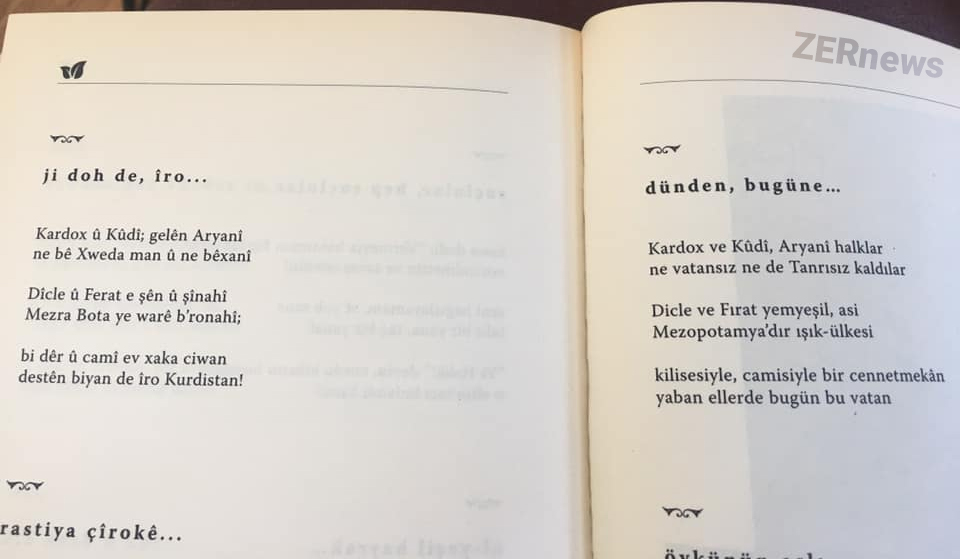 ji doh de, îro...
Kardox û Kûdî; gelên Aryanî
ne bê Xweda man û ne bêxanî
Dîcle û Ferat e şên û şînahî
Mezra Bota ye warê b'ronahî;
bi dêr û camî ev xaka ciwan
destên biyan de îro Kurdistan!
rastiya çîrokê...
ZERnews
dünden, bugüne...
Kardox ve Kûdî, Aryanî halklar
ne vatansız ne de Tanrısız kaldılar
Dicle ve Fırat yemyeşil, asi
Mezopotamya'dır ışık-ülkesi
kilisesiyle, camisiyle bir cennetmekân
yaban ellerde bugün bu vatan